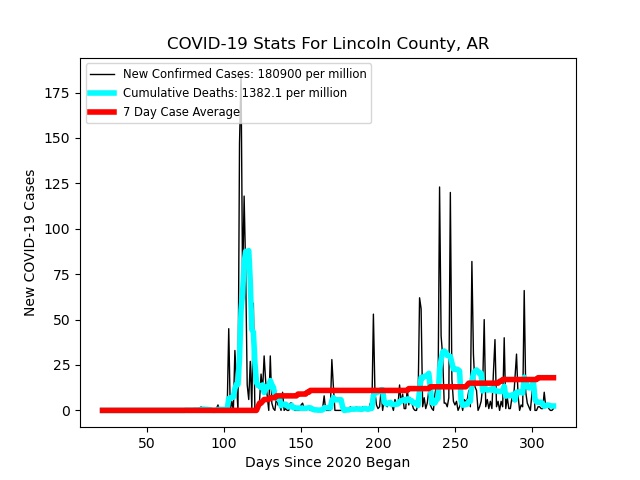 COVID-19 Stats For Lincoln County, AR
New Confirmed Cases: 180900 per million
Cumulative Deaths: 1382.1 per million
7 Day Case Average
New COVID-19 Cases
175
150
125
100
75
50
25
0
50 100 150 200 250 300
Days Since 2020 Began